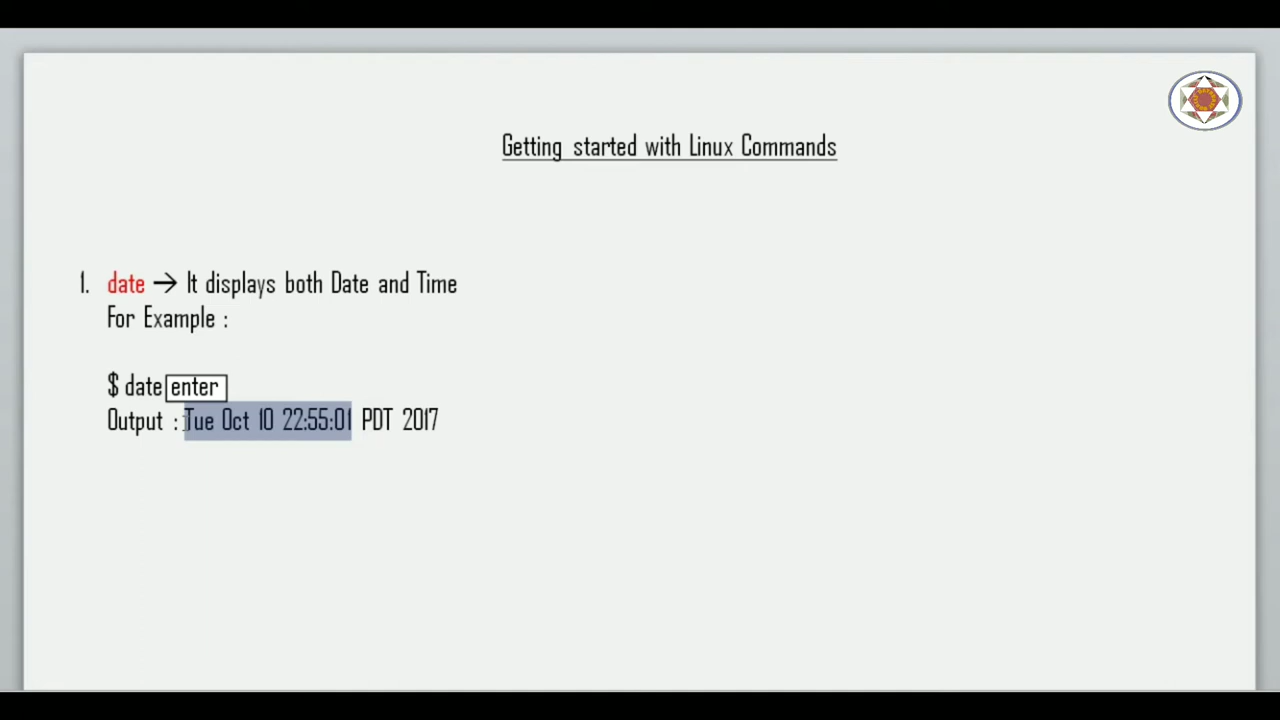 Getting started with Linux Commands
1. date → It displays both Date and Time
For Example :
$ date enter
Output : Tue Oct 10 22:55:01 PDT 2017